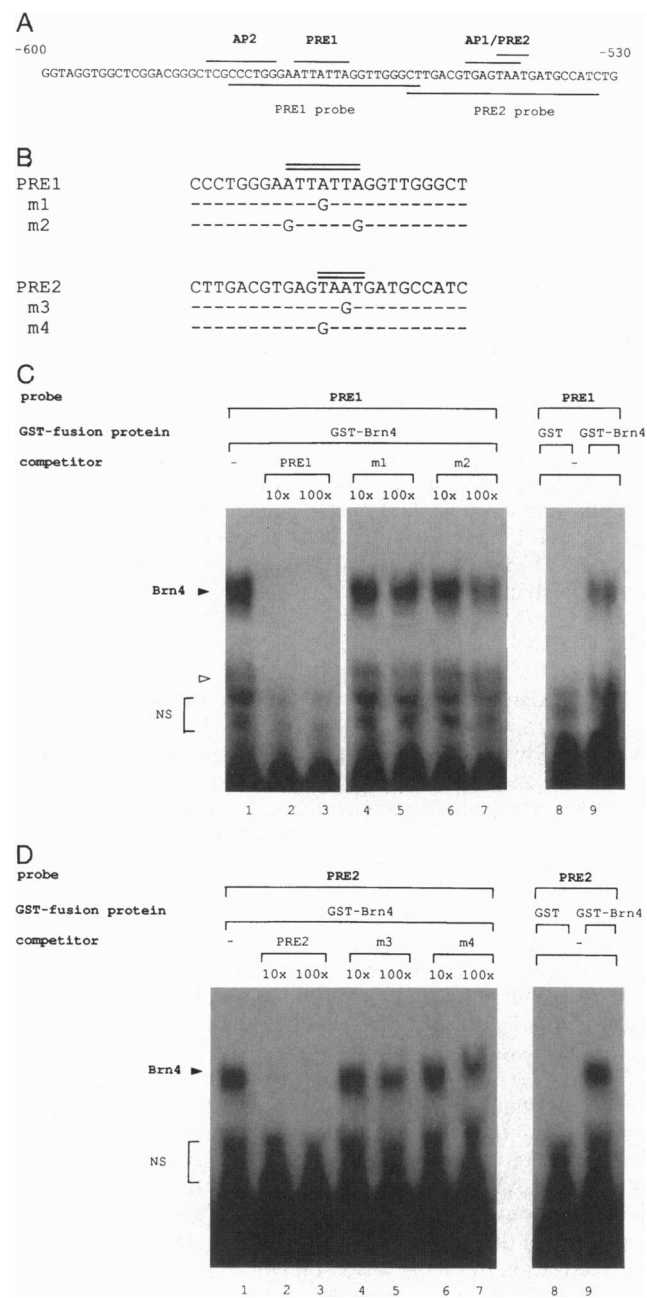 A
AP2 PRE1 AP1/PRE2
-600 -530
GGTAGGTGGCTCGGACGGGCTCGCCCTGGGAATTATTAGGTTGGGCTTGACGTGAGTAATGATGCCATCTG
PRE1 probe PRE2 probe
B
PRE1 CCCTGGGAATTATTAGGTTGGGCT
m1 -----------G------------
m2 --------G-----G---------
PRE2 CTTGACGTGAGTAATGATGCCATC
m3 -------------G----------
m4 -----------G------------
C
probe PRE1 PRE1
GST-fusion protein GST-Brn4 GST GST-Brn4
competitor - PRE1 m1 m2 -
10x 100x 10x 100x 10x 100x
Brn4
NS
1 2 3 4 5 6 7 8 9
D
probe PRE2 PRE2
GST-fusion protein GST-Brn4 GST GST-Brn4
competitor - PRE2 m3 m4 -
10x 100x 10x 100x 10x 100x
Brn4
NS
1 2 3 4 5 6 7 8 9